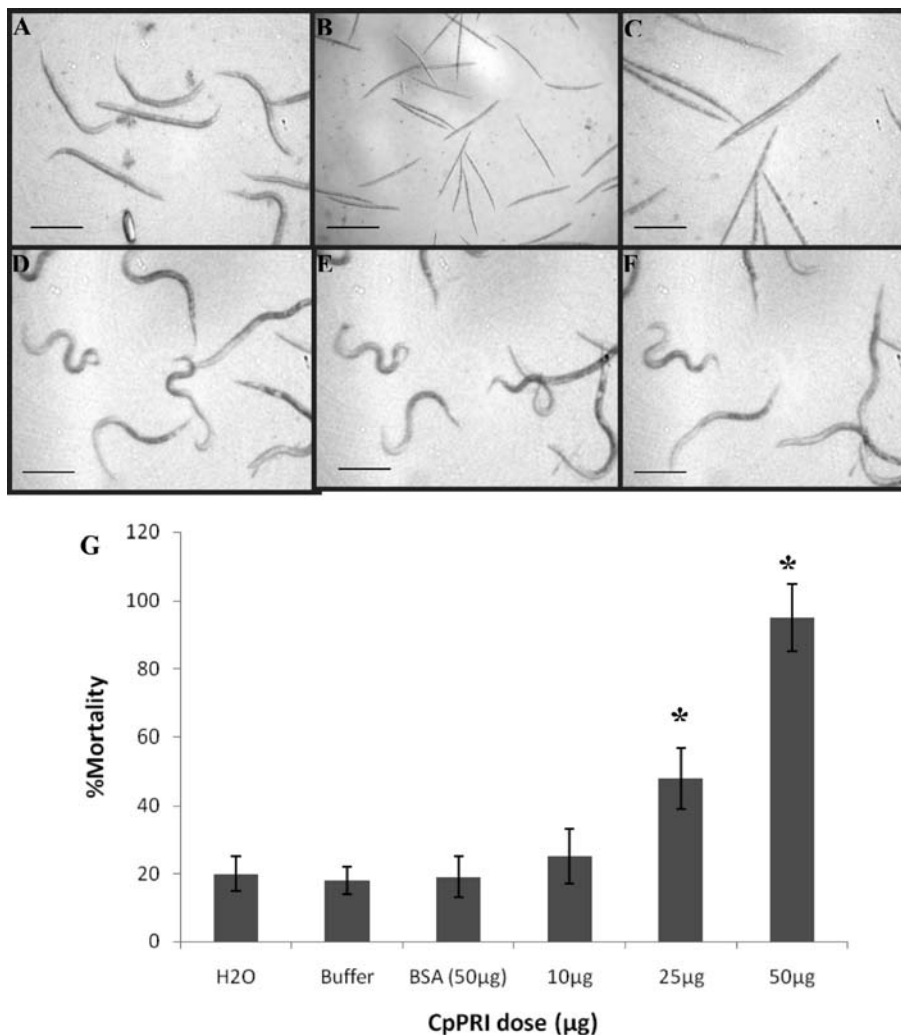 A
B
C
D
E
F
G
120
100
80
60
40
20
0
%Mortality
*
*
H2O
Buffer
BSA (50µg)
10µg
25µg
50µg
CpPRI dose (µg)